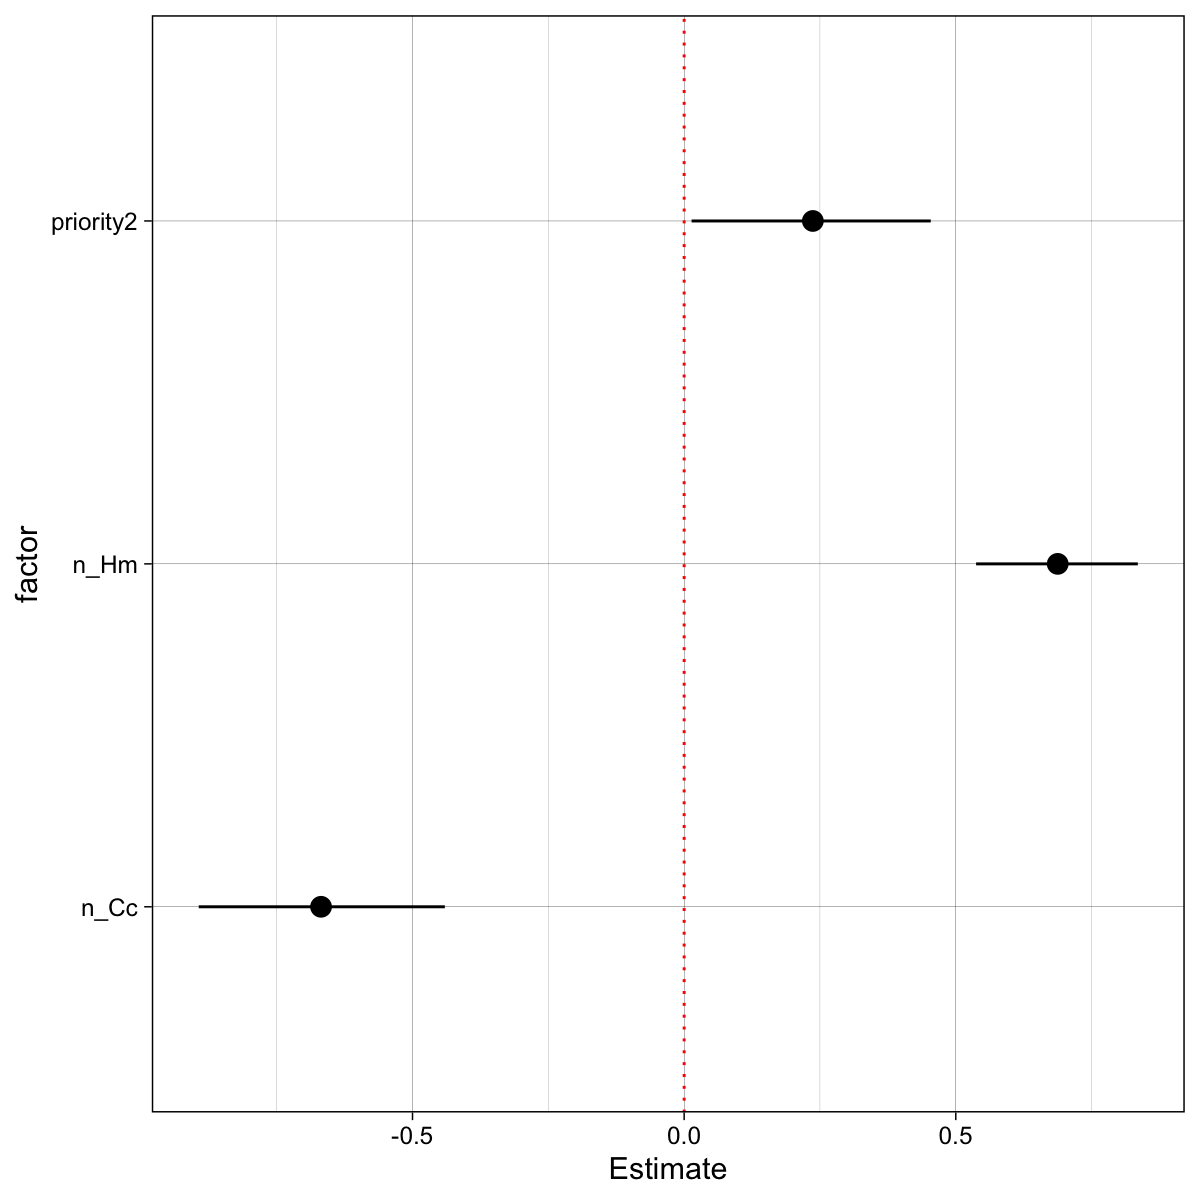 priority2
n_Hm
n_Cc
factor
-0.5
0.0
0.5
Estimate